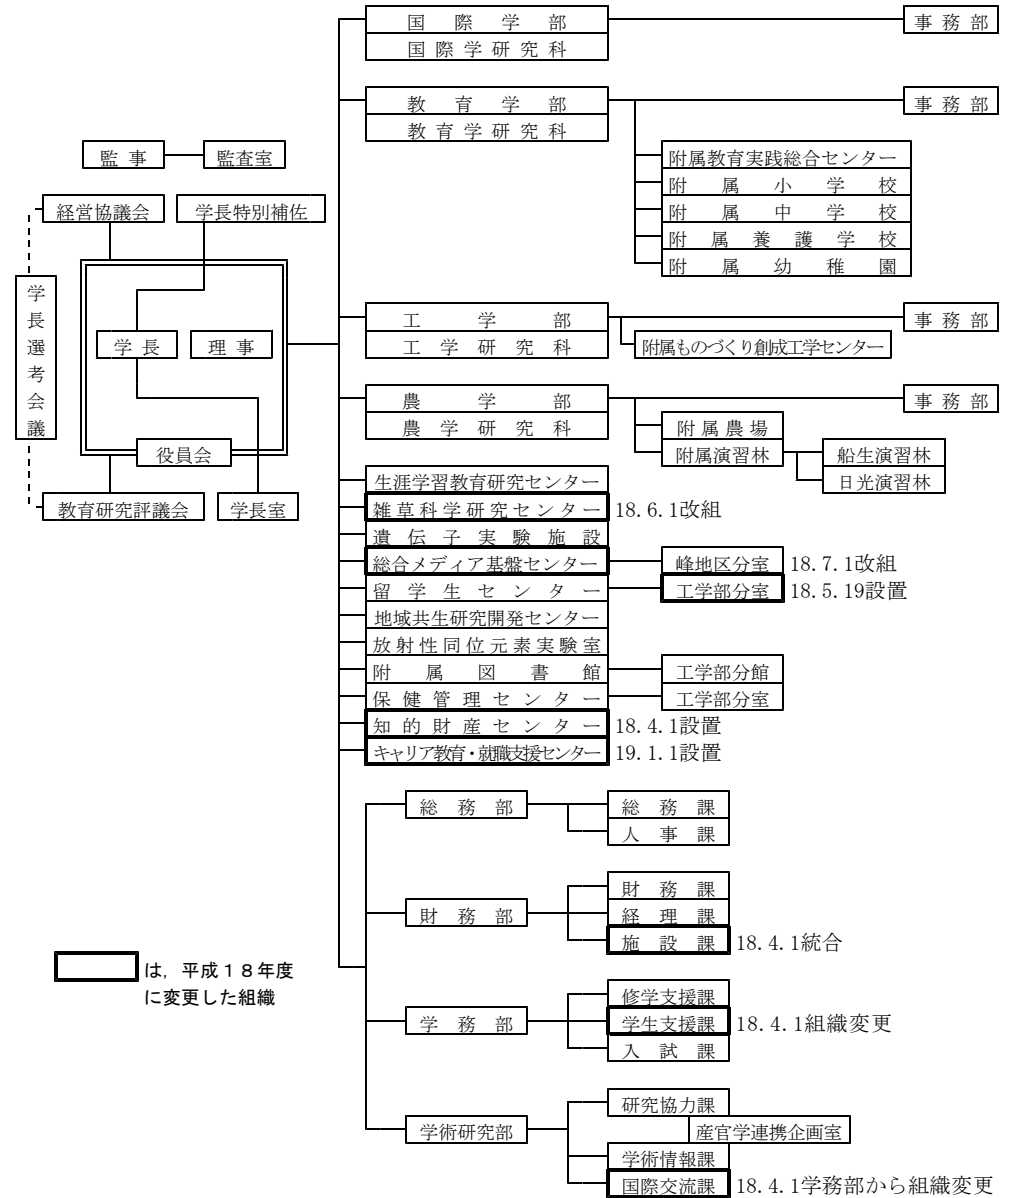 国際学部 事務部
国際学研究科
教育学部 事務部
教育学研究科
監事 監査室
附属教育実践総合センター
附属小学校
附属中学校
附属養護学校
附属幼稚園
経営協議会 学長特別補佐
学長選考会議
学長 理事
役員会
教育研究評議会 学長室
工学部 事務部
工学研究科 附属ものづくり創成工学センター
農学部 事務部
農学研究科 附属農場
附属演習林 船生演習林
日光演習林
生涯学習教育研究センター
雑草科学研究センター 18.6.1改組
遺伝子実験施設
総合メディア基盤センター 峰地区分室 18.7.1改組
留学生センター 工学部分室 18.5.19設置
地域共生研究開発センター
放射性同位元素実験室
附属図書館 工学部分館
保健管理センター 工学部分室
知的財産センター 18.4.1設置
キャリア教育・就職支援センター 19.1.1設置
総務部 総務課
人事課
財務課
財務部 経理課
施設課 18.4.1統合
は，平成１８年度
に変更した組織
修学支援課
学務部 学生支援課 18.4.1組織変更
入試課
研究協力課
学術研究部 産官学連携企画室
学術情報課
国際交流課 18.4.1学務部から組織変更